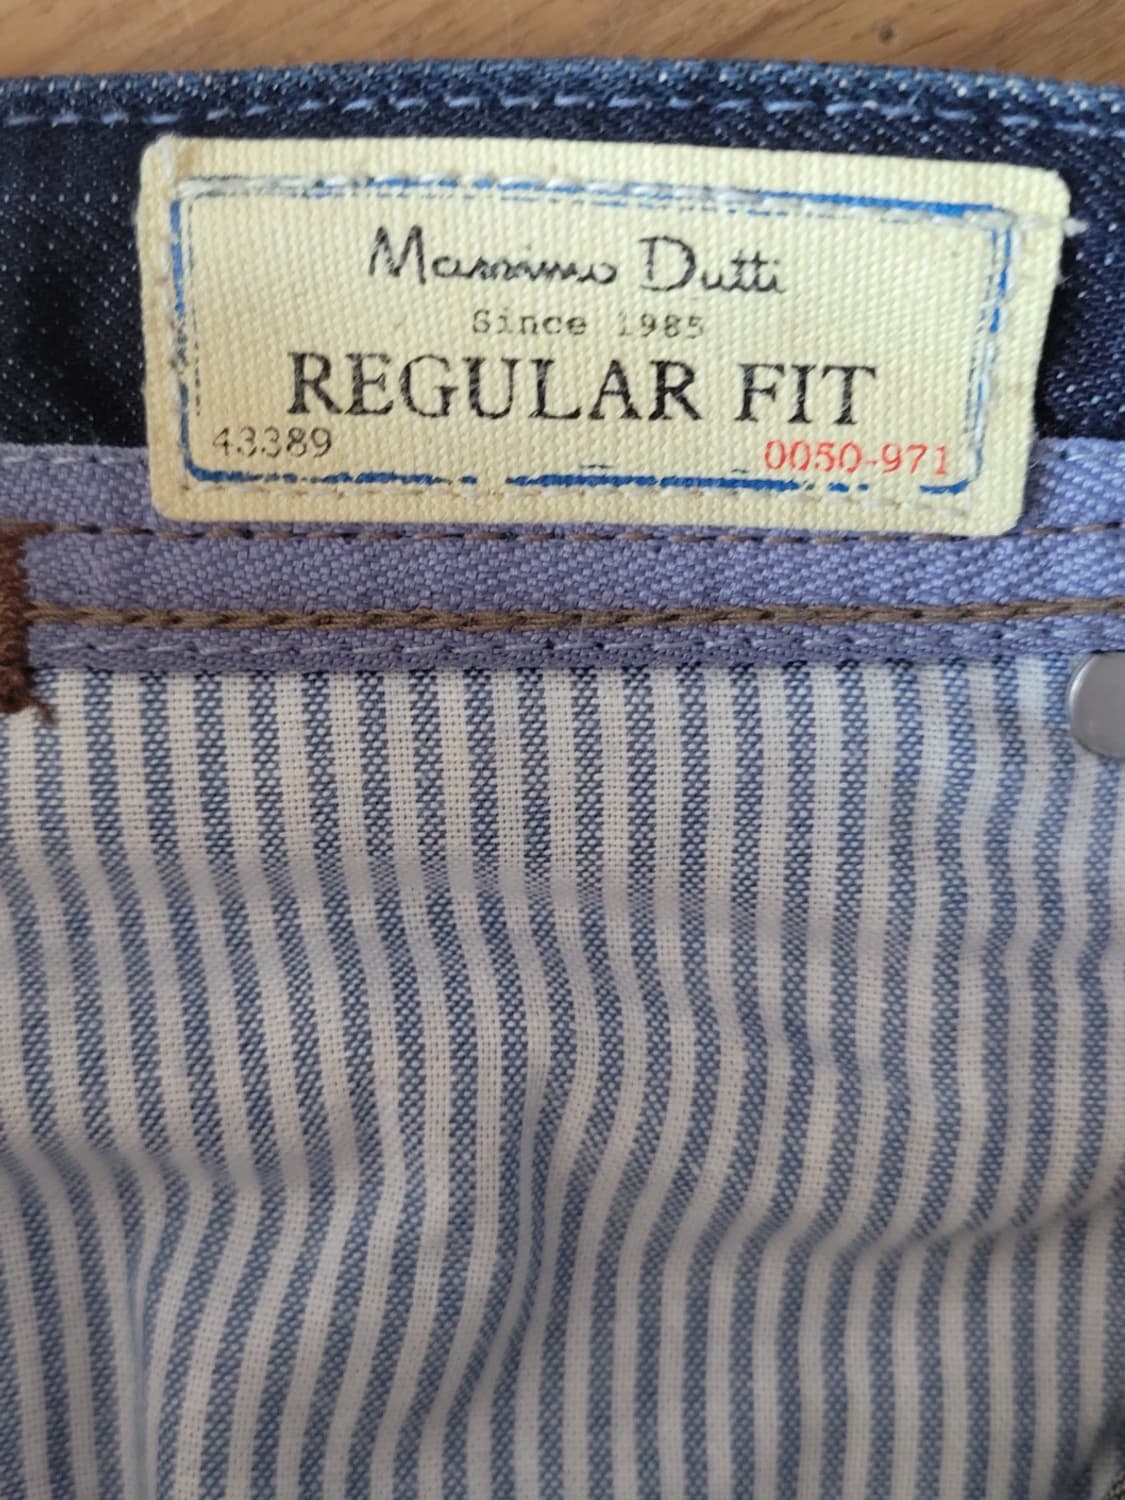 Massimo Dutti
Since 1985
REGULAR FIT
43389 0050-971